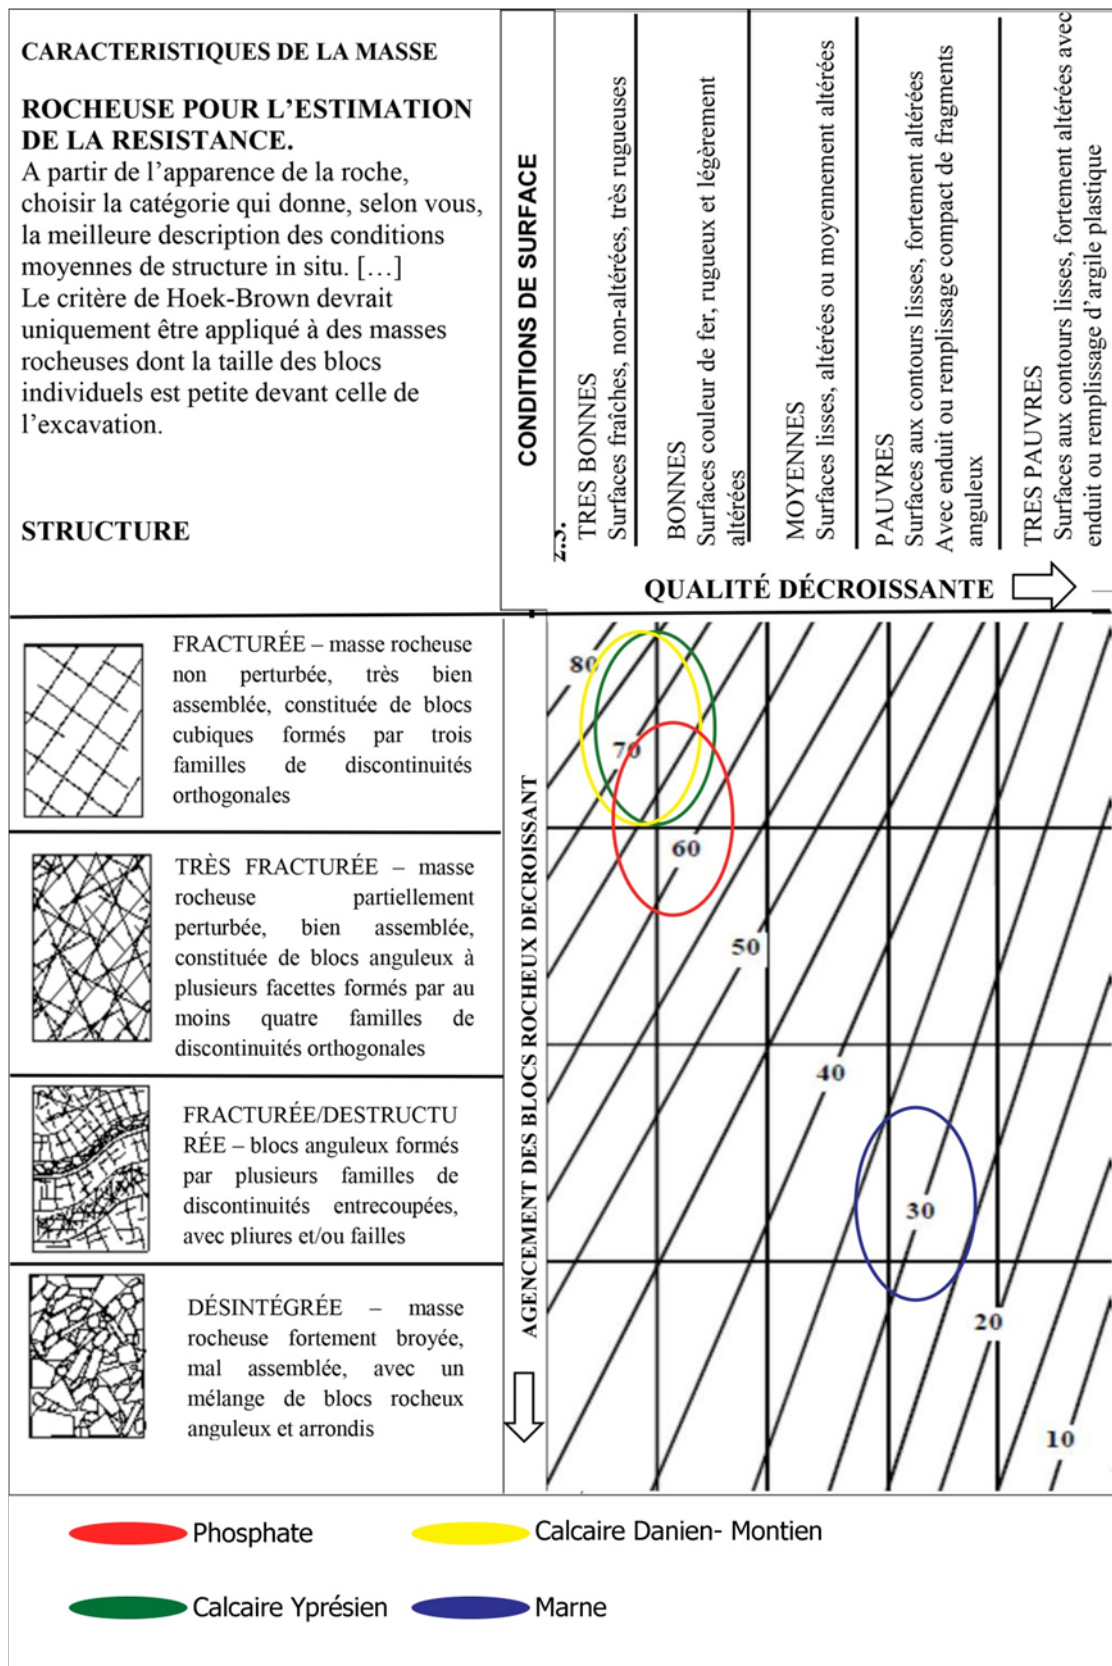 CARACTERISTIQUES DE LA MASSE
ROCHEUSE POUR L'ESTIMATION
DE LA RESISTANCE.
A partir de l'apparence de la roche,
choisir la catégorie qui donne, selon vous,
la meilleure description des conditions
moyennes de structure in situ. […]
Le critère de Hoek-Brown devrait
uniquement être appliqué à des masses
rocheuses dont la taille des blocs
individuels est petite devant celle de
l'excavation.
STRUCTURE
CONDITIONS DE SURFACE
2.3.
TRES BONNES
Surfaces fraîches, non-altérées, très rugueuses
BONNES
Surfaces couleur de fer, rugueux et légèrement
altérées
MOYENNES
Surfaces lisses, altérées ou moyennement altérées
PAUVRES
Surfaces aux contours lisses, fortement altérées
Avec enduit ou remplissage compact de fragments
anguleux
TRES PAUVRES
Surfaces aux contours lisses, fortement altérées avec
enduit ou remplissage d'argile plastique
QUALITÉ DÉCROISSANTE
FRACTURÉE – masse rocheuse
non perturbée, très bien
assemblée, constituée de blocs
cubiques formés par trois
familles de discontinuités
orthogonales
TRÈS FRACTURÉE – masse
rocheuse partiellement
perturbée, bien assemblée,
constituée de blocs anguleux à
plusieurs facettes formés par au
moins quatre familles de
discontinuités orthogonales
FRACTURÉE/DESTRUCTU
RÉE – blocs anguleux formés
par plusieurs familles de
discontinuités entrecoupées,
avec pliures et/ou failles
DÉSINTÉGRÉE – masse
rocheuse fortement broyée,
mal assemblée, avec un
mélange de blocs rocheux
anguleux et arrondis
AGENCEMENT DES BLOCS ROCHEUX DECROISSANT
80
70
60
50
40
30
20
10
Phosphate
Calcaire Danien- Montien
Calcaire Yprésien
Marne